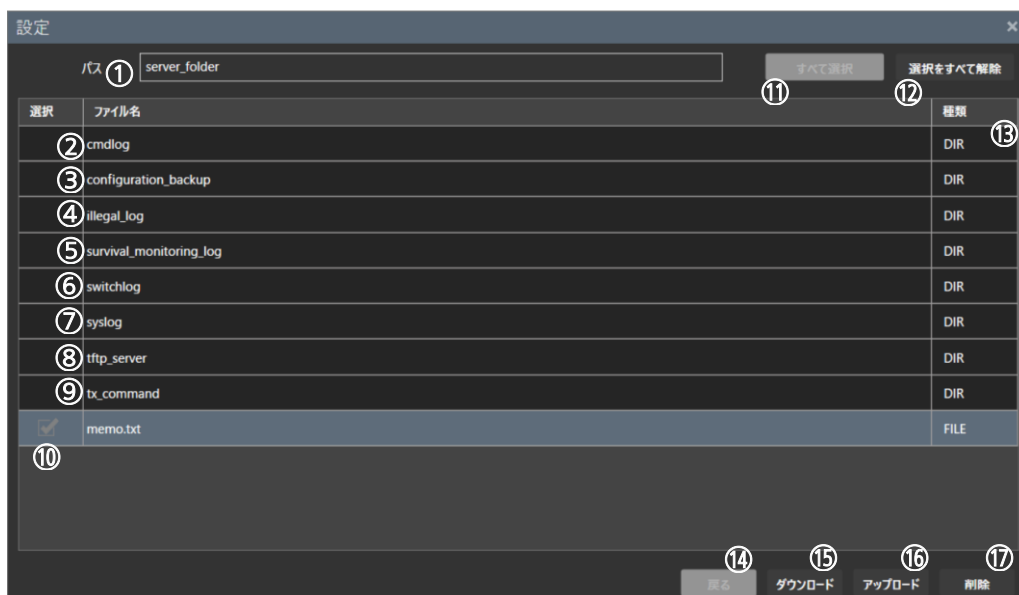 設定 ×
パス ① server_folder すべて選択 選択をすべて解除
⑪ ⑫
選択 ファイル名 種類
⑬
② cmdlog DIR
③ configuration_backup DIR
④ illegal_log DIR
⑤ survival_monitoring_log DIR
⑥ switchlog DIR
⑦ syslog DIR
⑧ tftp_server DIR
⑨ tx_command DIR
memo.txt FILE
⑩
⑭ ⑮ ⑯ ⑰
戻る ダウンロード アップロード 削除